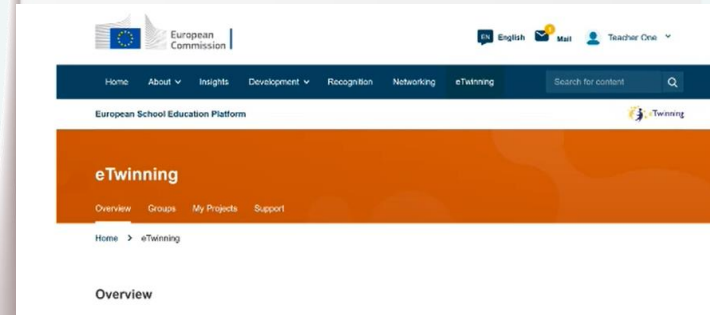 European
Commission
EN English Mail Teacher One
Home About Insights Development Recognition Networking eTwinning Search for content
European School Education Platform eTwinning
eTwinning
Overview Groups My Projects Support
Home > eTwinning
Overview